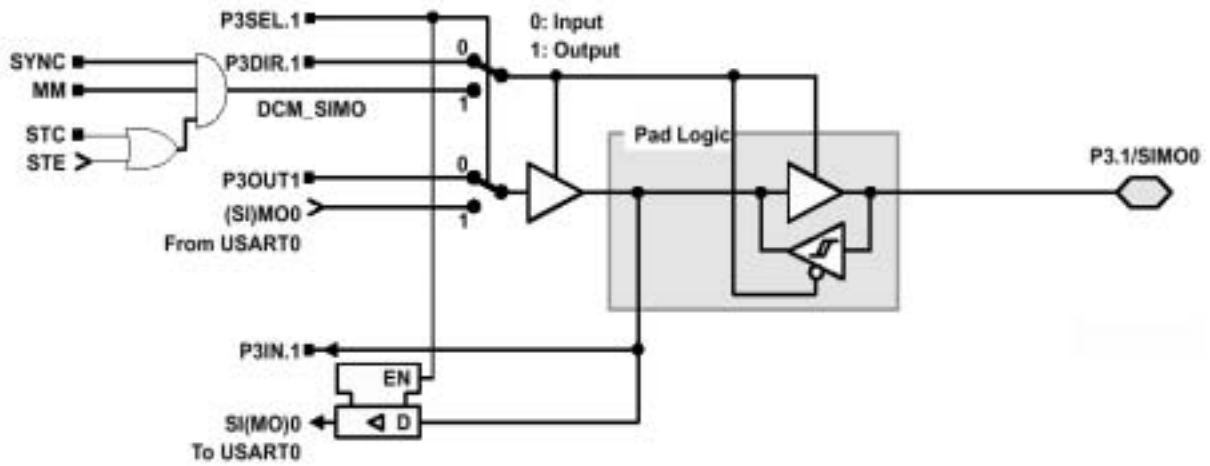 P3SEL.1
0: Input
1: Output
SYNC
P3DIR.1
0
MM
1
DCM_SIMO
STC
STE
Pad Logic
P3.1/SIMO0
P3OUT1
0
(SI)MO0
1
From USART0
P3IN.1
EN
SI(MO)0
D
To USART0